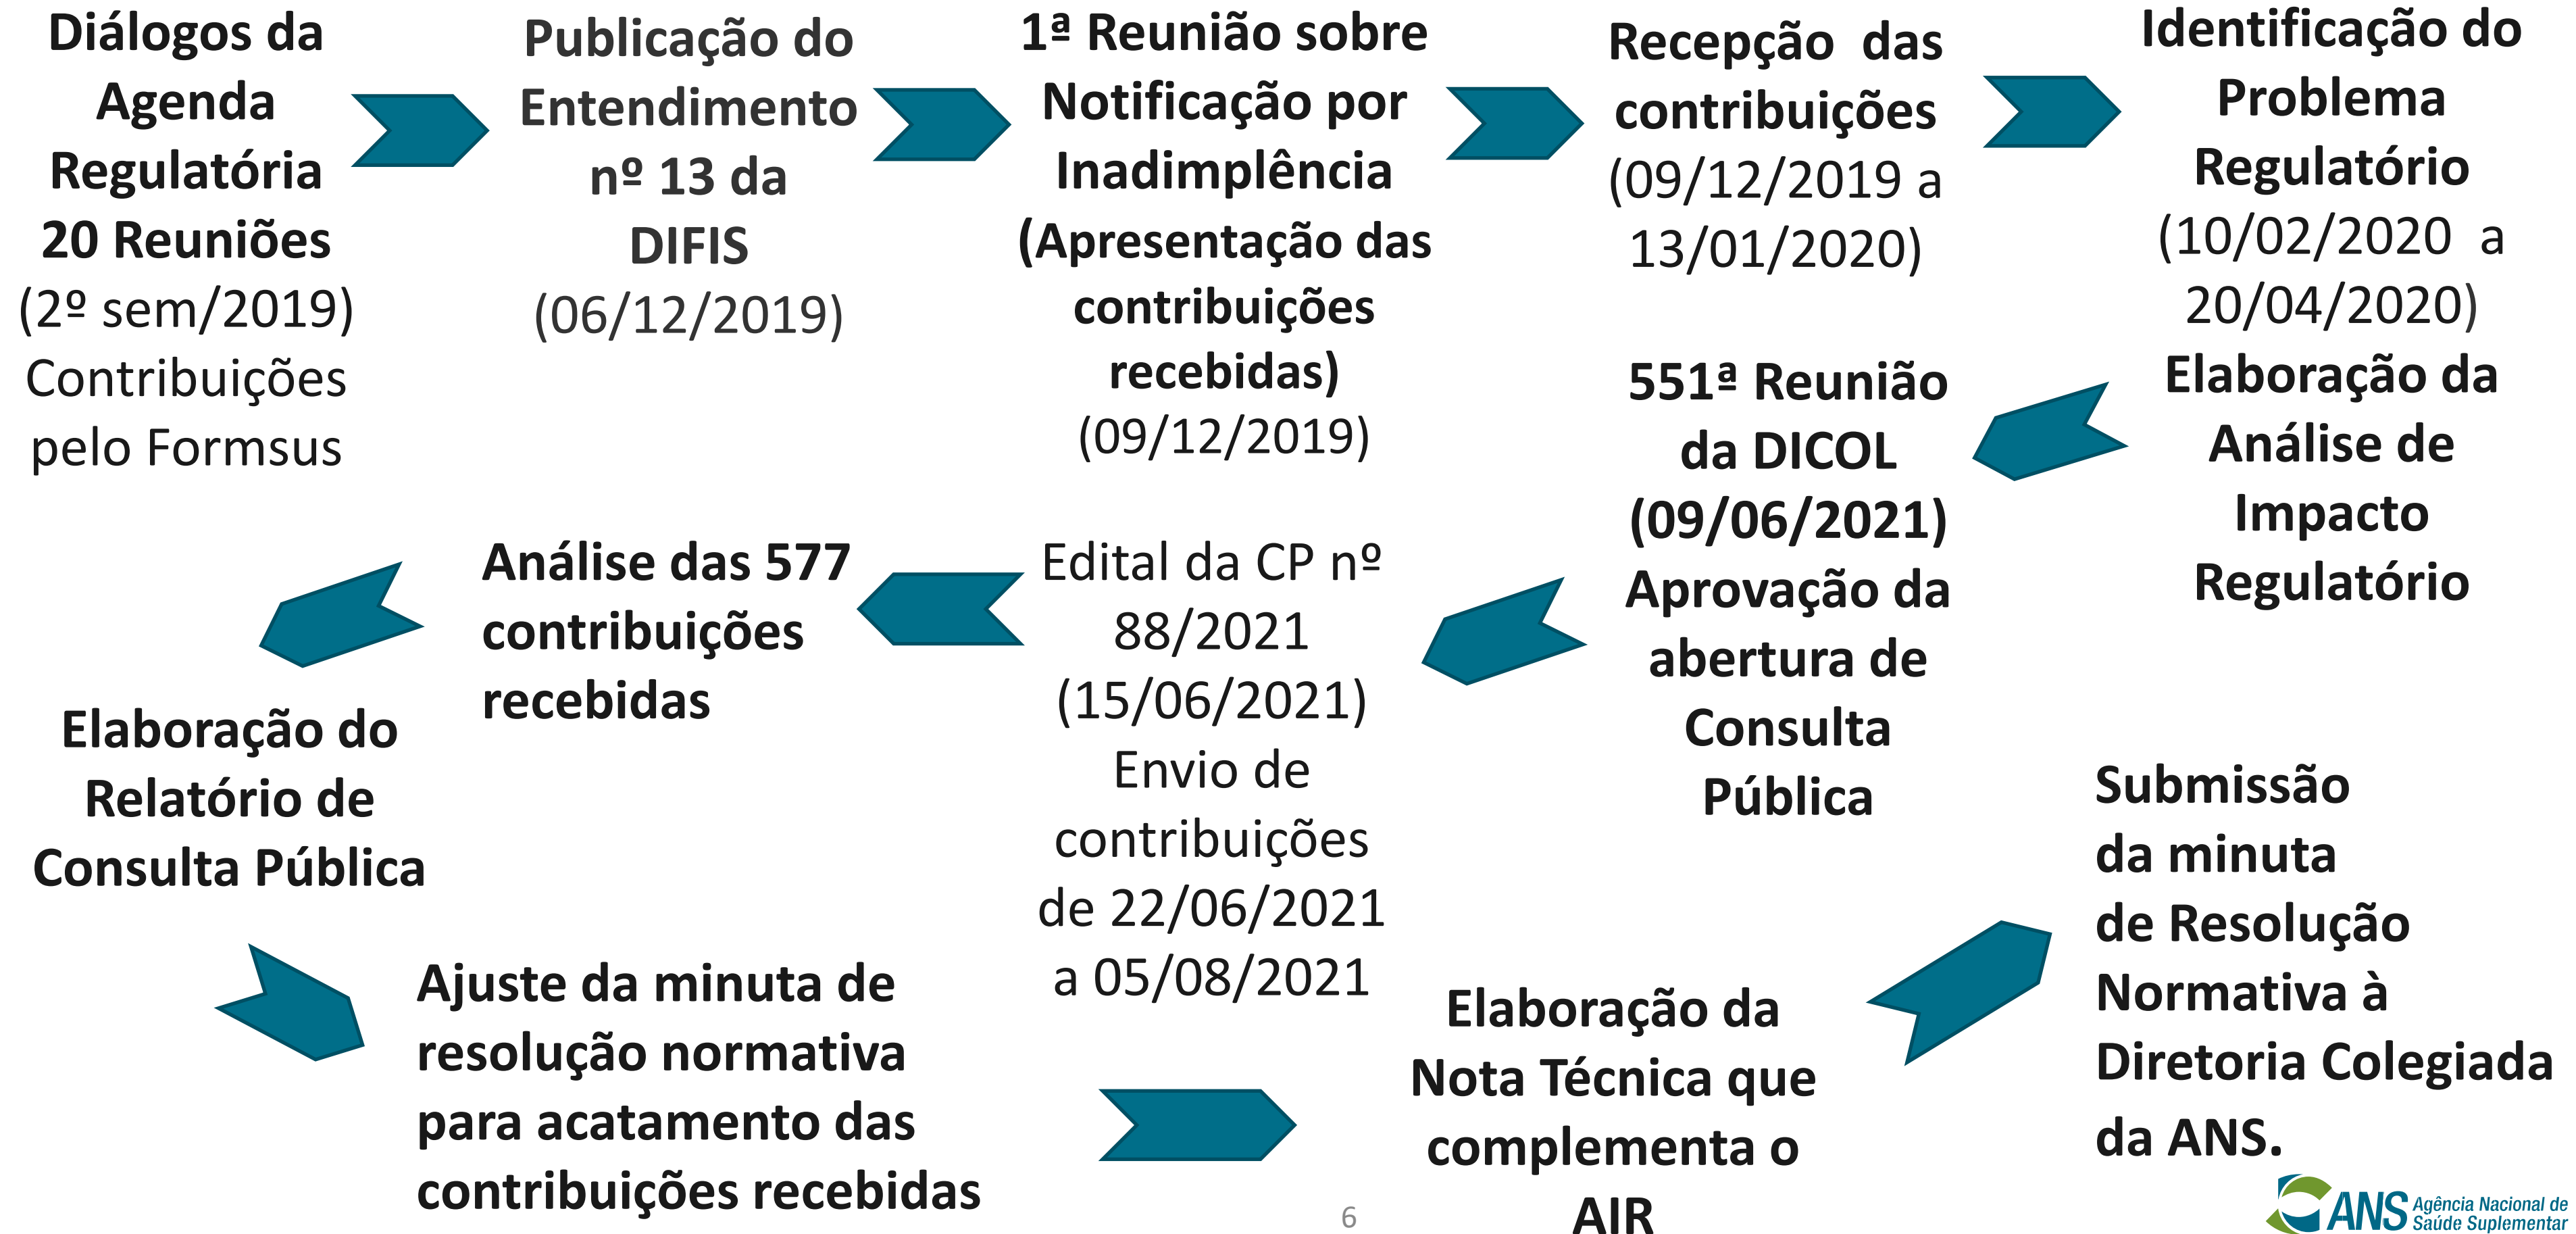 Diálogos da
Agenda
Regulatória
20 Reuniões
(2º sem/2019)
Contribuições
pelo Formsus
Publicação do
Entendimento
nº 13 da
DIFIS
(06/12/2019)
1ª Reunião sobre
Notificação por
Inadimplência
(Apresentação das
contribuições
recebidas)
(09/12/2019)
Recepção das
contribuições
(09/12/2019 a
13/01/2020)
Identificação do
Problema
Regulatório
(10/02/2020 a
20/04/2020)
Elaboração da
Análise de
Impacto
Regulatório
551ª Reunião
da DICOL
(09/06/2021)
Aprovação da
abertura de
Consulta
Pública
Edital da CP nº
88/2021
(15/06/2021)
Envio de
contribuições
de 22/06/2021
a 05/08/2021
Análise das 577
contribuições
recebidas
Elaboração do
Relatório de
Consulta Pública
Ajuste da minuta de
resolução normativa
para acatamento das
contribuições recebidas
Elaboração da
Nota Técnica que
complementa o
AIR
Submissão
da minuta
de Resolução
Normativa à
Diretoria Colegiada
da ANS.
6
ANS Agência Nacional de
Saúde Suplementar